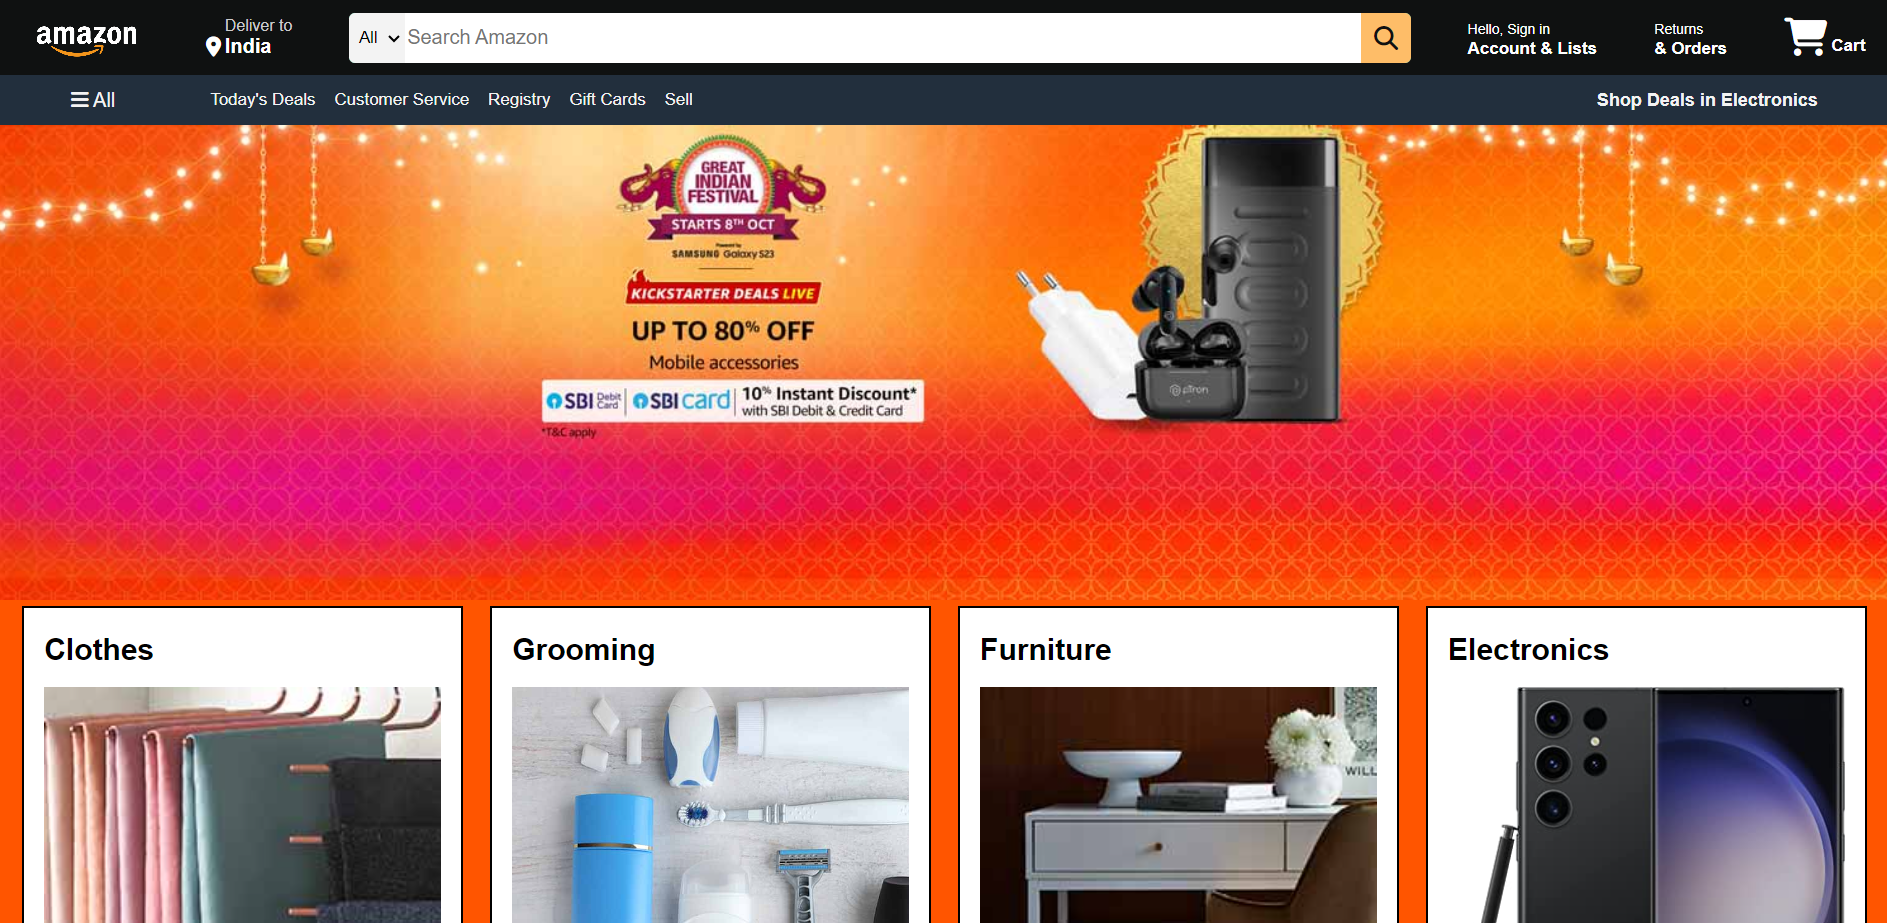 amazon
Deliver to
India
All
Search Amazon
Hello, Sign in
Account & Lists
Returns
& Orders
Cart
All
Today's Deals
Customer Service
Registry
Gift Cards
Sell
Shop Deals in Electronics
GREAT
INDIAN
FESTIVAL
STARTS 8TH OCT
Powered by
SAMSUNG Galaxy S23
KICKSTARTER DEALS LIVE
UP TO 80% OFF
Mobile accessories
SBI Debit Card
SBI card
10% Instant Discount*
with SBI Debit & Credit Card
*T&C apply
pTron
Clothes
Grooming
Furniture
Electronics
WILL